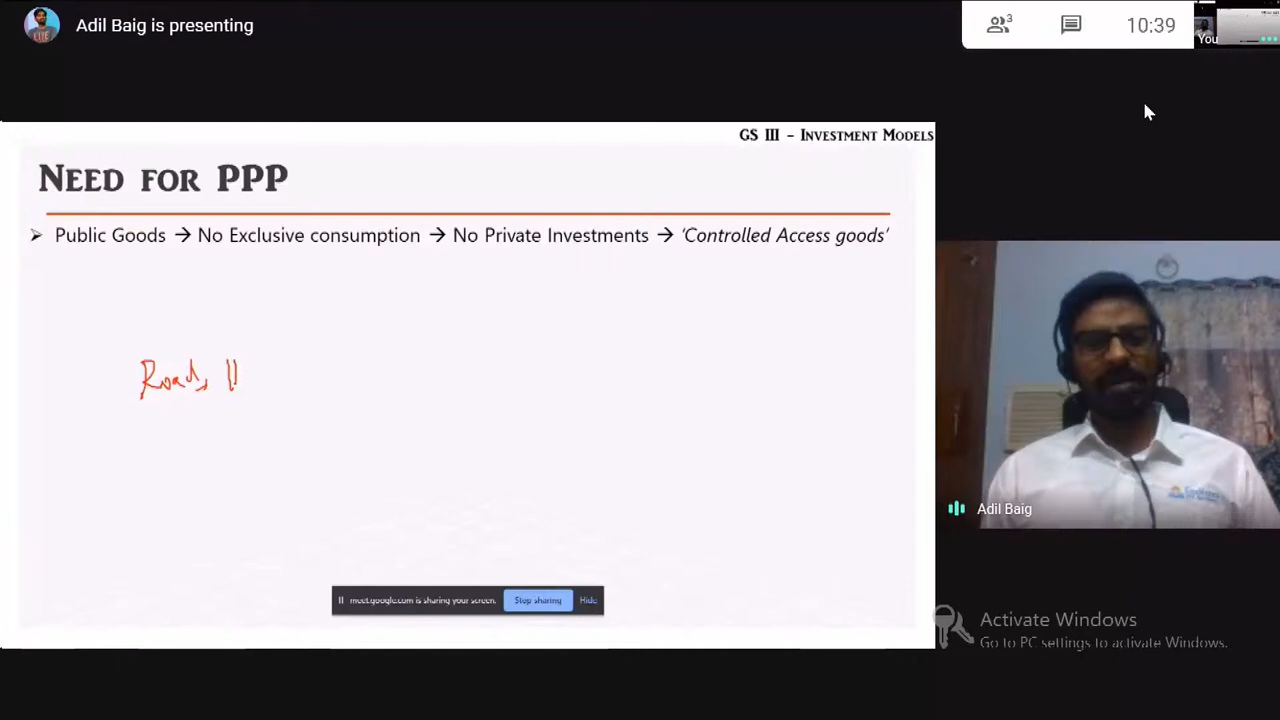 Adil Baig is presenting
3
10:39
You
GS III – Investment Models
Need for PPP
➢ Public Goods → No Exclusive consumption → No Private Investments → ‘Controlled Access goods’
Roads
meet.google.com is sharing your screen.
Stop sharing
Hide
Adil Baig
Activate Windows
Go to PC settings to activate Windows.